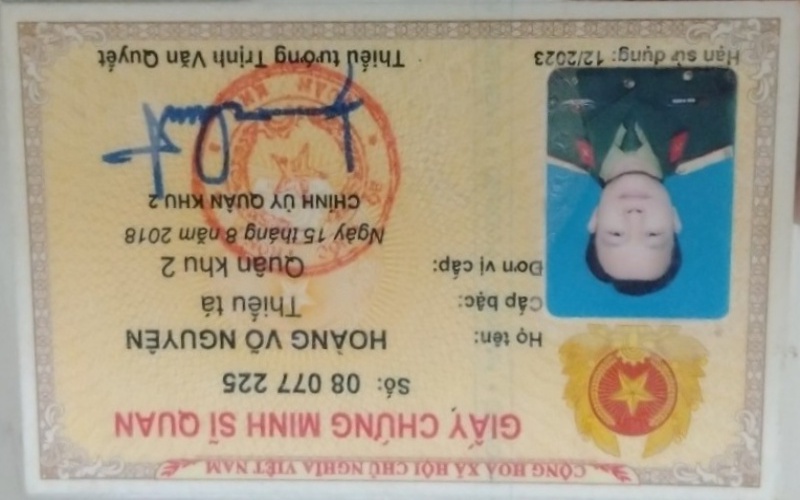 CỘNG HOÀ XÃ HỘI CHỦ NGHĨA VIỆT NAM
GIẤY CHỨNG MINH SĨ QUAN
Số: 08 077 225
Họ tên: HOÀNG VÕ NGUYÊN
Cấp bậc: Thiếu tá
Đơn vị cấp: Quân khu 2
Ngày 15 tháng 8 năm 2018
CHÍNH ỦY QUÂN KHU 2
Hạn sử dụng: 12/2023
Thiếu tướng Trịnh Văn Quyết